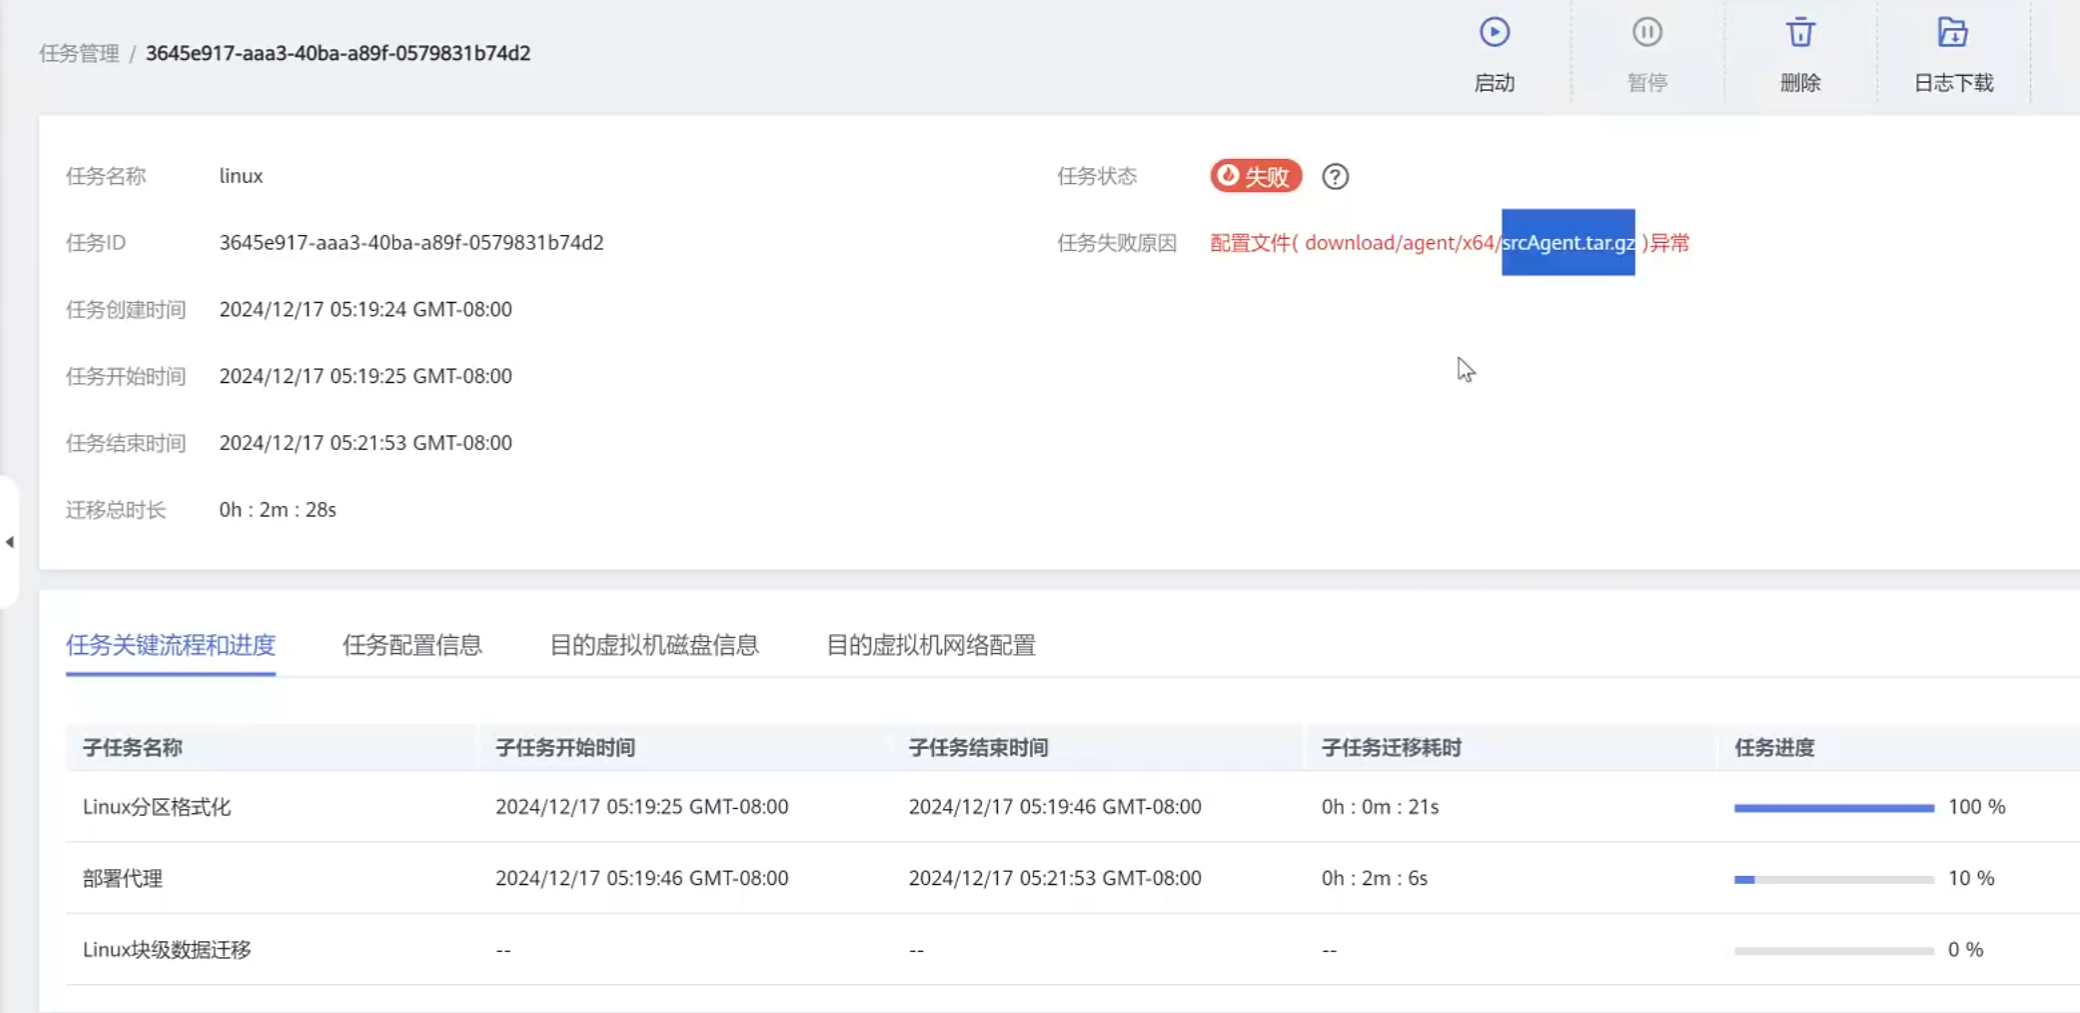 任务管理 / 3645e917-aaa3-40ba-a89f-0579831b74d2
启动
暂停
删除
日志下载
任务名称 linux
任务状态 失败
任务ID 3645e917-aaa3-40ba-a89f-0579831b74d2
任务失败原因 配置文件( download/agent/x64/srcAgent.tar.gz )异常
任务创建时间 2024/12/17 05:19:24 GMT-08:00
任务开始时间 2024/12/17 05:19:25 GMT-08:00
任务结束时间 2024/12/17 05:21:53 GMT-08:00
迁移总时长 0h : 2m : 28s
任务关键流程和进度 任务配置信息 目的虚拟机磁盘信息 目的虚拟机网络配置
子任务名称 子任务开始时间 子任务结束时间 子任务迁移耗时 任务进度
Linux分区格式化 2024/12/17 05:19:25 GMT-08:00 2024/12/17 05:19:46 GMT-08:00 0h : 0m : 21s 100 %
部署代理 2024/12/17 05:19:46 GMT-08:00 2024/12/17 05:21:53 GMT-08:00 0h : 2m : 6s 10 %
Linux块级数据迁移 -- -- -- 0 %